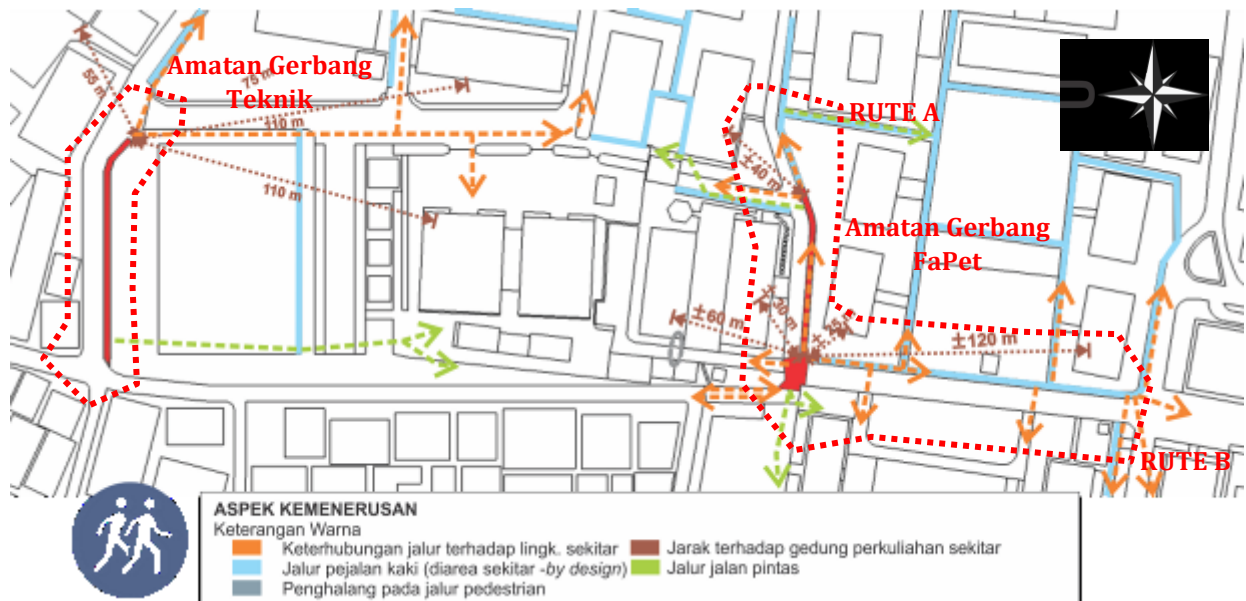 Amatan Gerbang
Teknik
55 m
75 m
110 m
110 m
RUTE A
±40 m
Amatan Gerbang
FaPet
±60 m
±30 m
±120 m
RUTE B
ASPEK KEMENERUSAN
Keterangan Warna
Keterhubungan jalur terhadap lingk. sekitar
Jarak terhadap gedung perkuliahan sekitar
Jalur pejalan kaki (diarea sekitar -by design)
Jalur jalan pintas
Penghalang pada jalur pedestrian